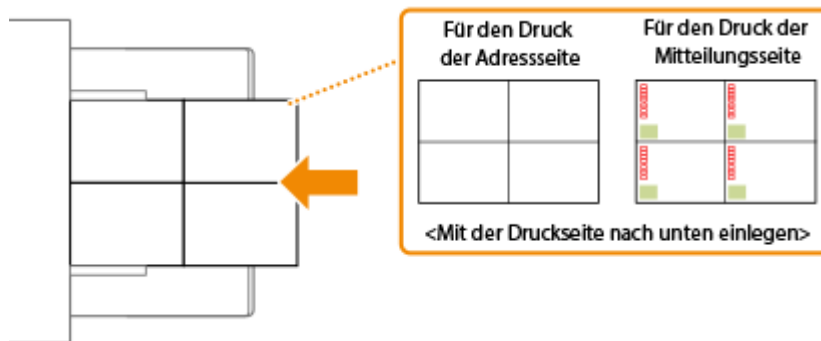 Für den Druck
der Adressseite
Für den Druck der
Mitteilungsseite
<Mit der Druckseite nach unten einlegen>